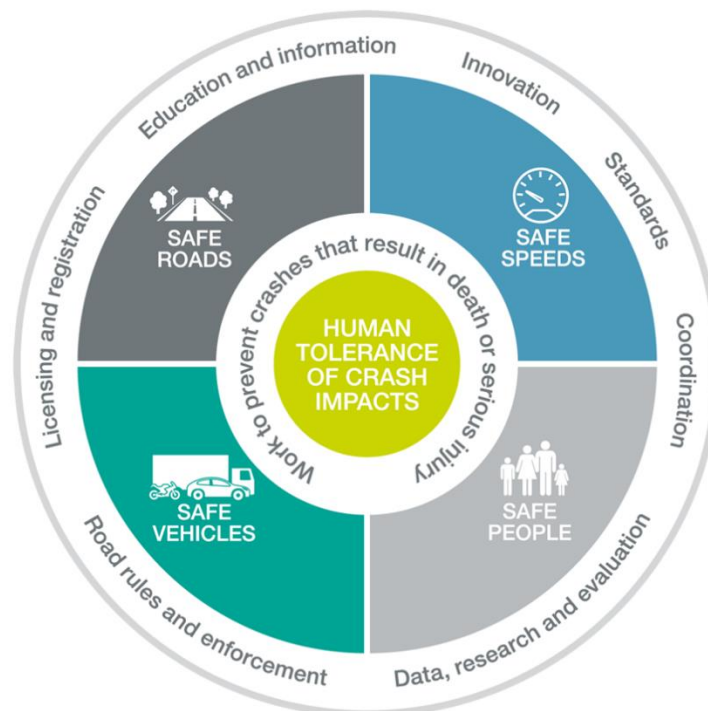 Education and information
Innovation
Standards
Coordination
Data, research and evaluation
Road rules and enforcement
Licensing and registration
SAFE
ROADS
SAFE
SPEEDS
SAFE
VEHICLES
SAFE
PEOPLE
Work to prevent crashes that result in death or serious injury
HUMAN
TOLERANCE
OF CRASH
IMPACTS